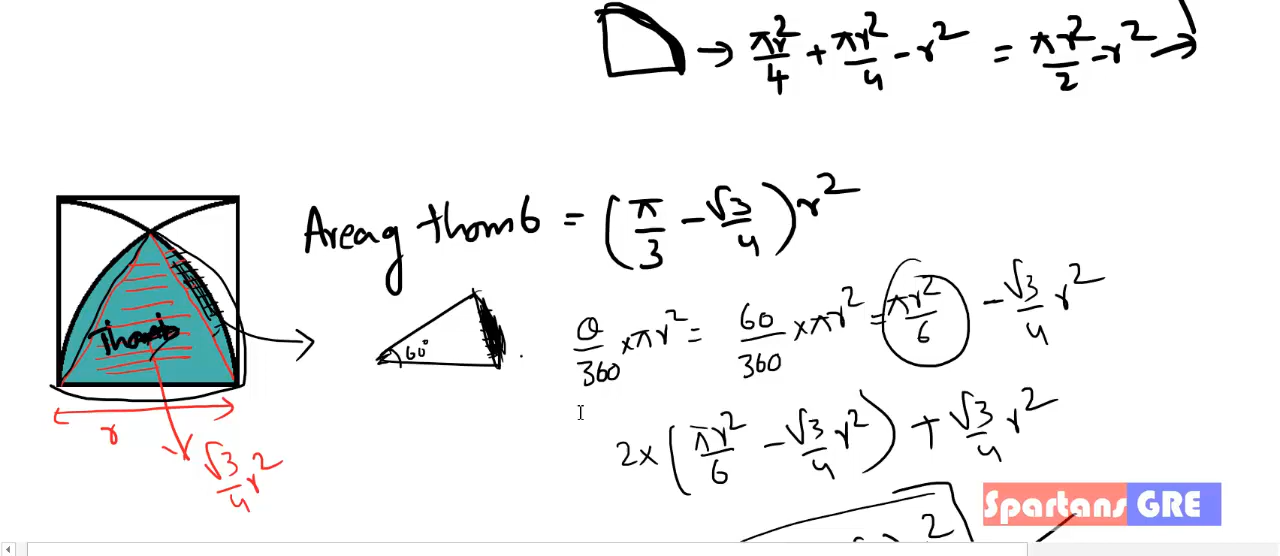 → πr²/4 + πr²/4 - r² = πr²/2 - r² →
Area of thomb = (π/3 - √3/4) r²
Thomb
60°
θ/360 × πr² = 60/360 × πr² = πr²/6 - √3/4 r²
r
√3/4 r²
2 × (πr²/6 - √3/4 r²) + √3/4 r²
Spartans GRE